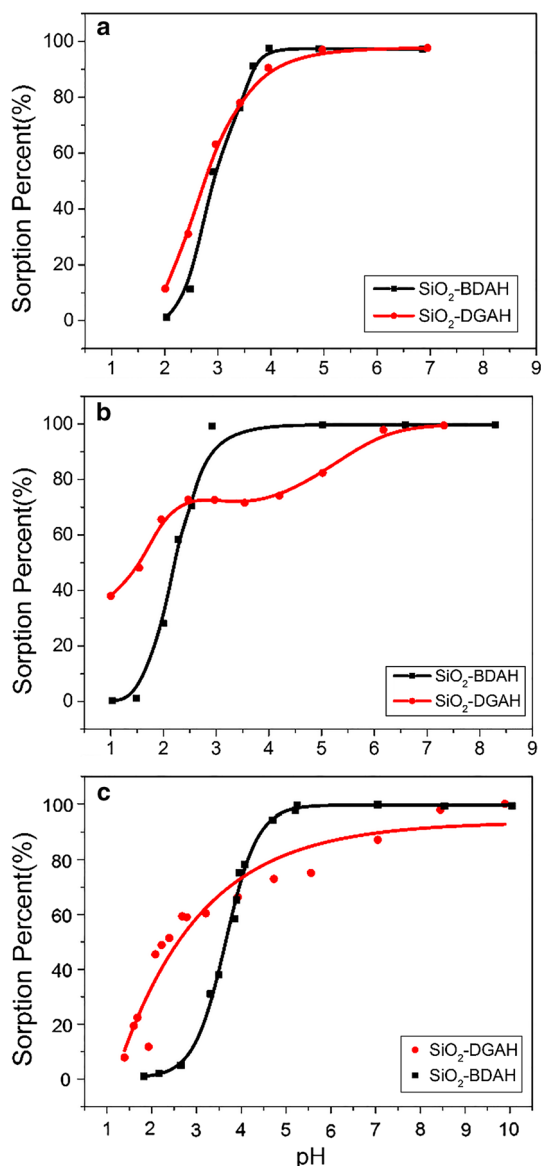 a
Sorption Percent(%)
100
80
60
40
20
0
SiO2-BDAH
SiO2-DGAH
1 2 3 4 5 6 7 8 9
b
Sorption Percent(%)
100
80
60
40
20
0
SiO2-BDAH
SiO2-DGAH
1 2 3 4 5 6 7 8 9
c
Sorption Percent(%)
100
80
60
40
20
0
SiO2-DGAH
SiO2-BDAH
1 2 3 4 5 6 7 8 9 10
pH